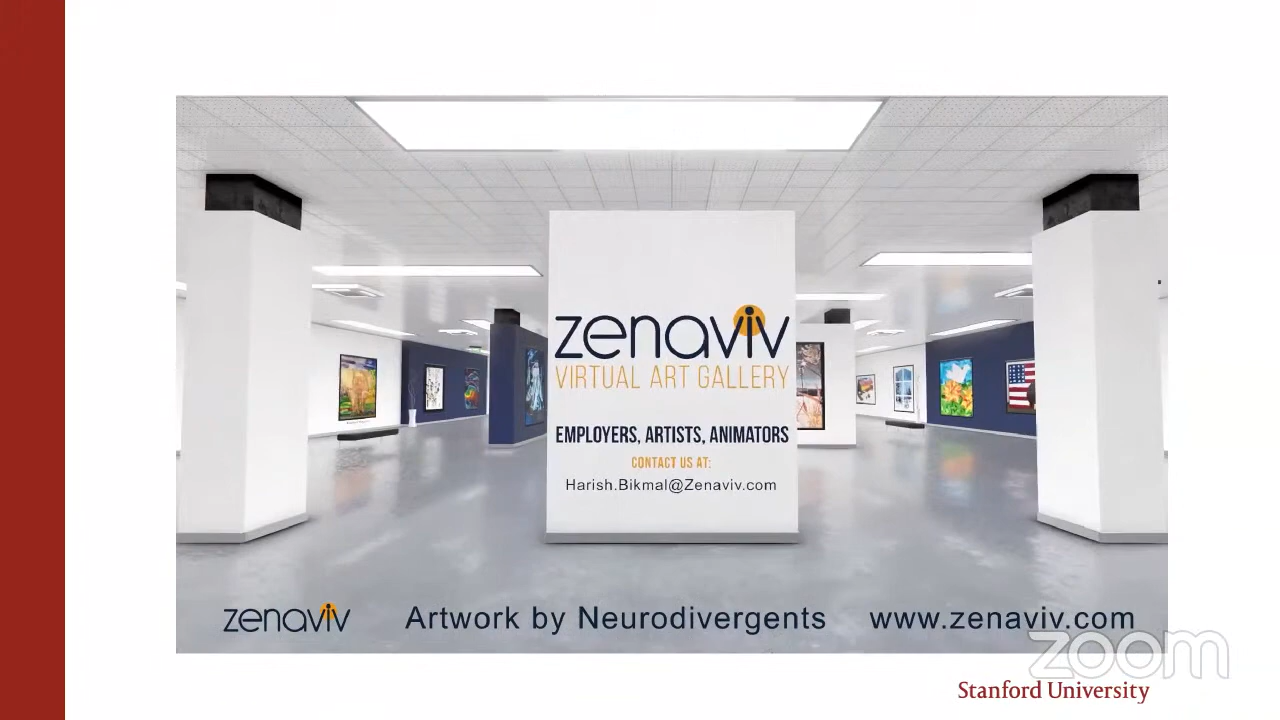 zenaviv
VIRTUAL ART GALLERY
EMPLOYERS, ARTISTS, ANIMATORS
CONTACT US AT:
Harish.Bikmal@Zenaviv.com
zenaviv Artwork by Neurodivergents www.zenaviv.com
zoom
Stanford University